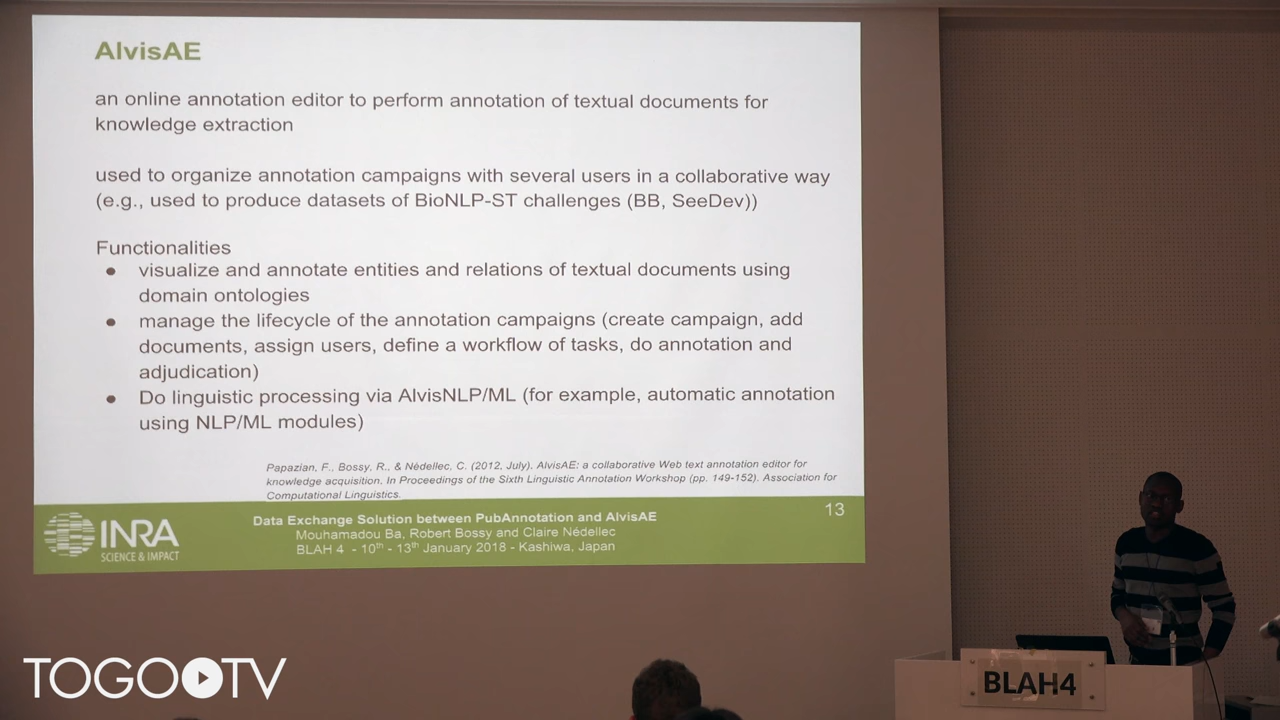 AlvisAE
an online annotation editor to perform annotation of textual documents for
knowledge extraction
used to organize annotation campaigns with several users in a collaborative way
(e.g., used to produce datasets of BioNLP-ST challenges (BB, SeeDev))
Functionalities
● visualize and annotate entities and relations of textual documents using
domain ontologies
● manage the lifecycle of the annotation campaigns (create campaign, add
documents, assign users, define a workflow of tasks, do annotation and
adjudication)
● Do linguistic processing via AlvisNLP/ML (for example, automatic annotation
using NLP/ML modules)
Papazian, F., Bossy, R., & Nédellec, C. (2012, July). AlvisAE: a collaborative Web text annotation editor for
knowledge acquisition. In Proceedings of the Sixth Linguistic Annotation Workshop (pp. 149-152). Association for
Computational Linguistics.
INRA
SCIENCE & IMPACT
Data Exchange Solution between PubAnnotation and AlvisAE
Mouhamadou Ba, Robert Bossy and Claire Nédellec
BLAH 4 - 10th - 13th January 2018 - Kashiwa, Japan
13
TOGOTV
BLAH4